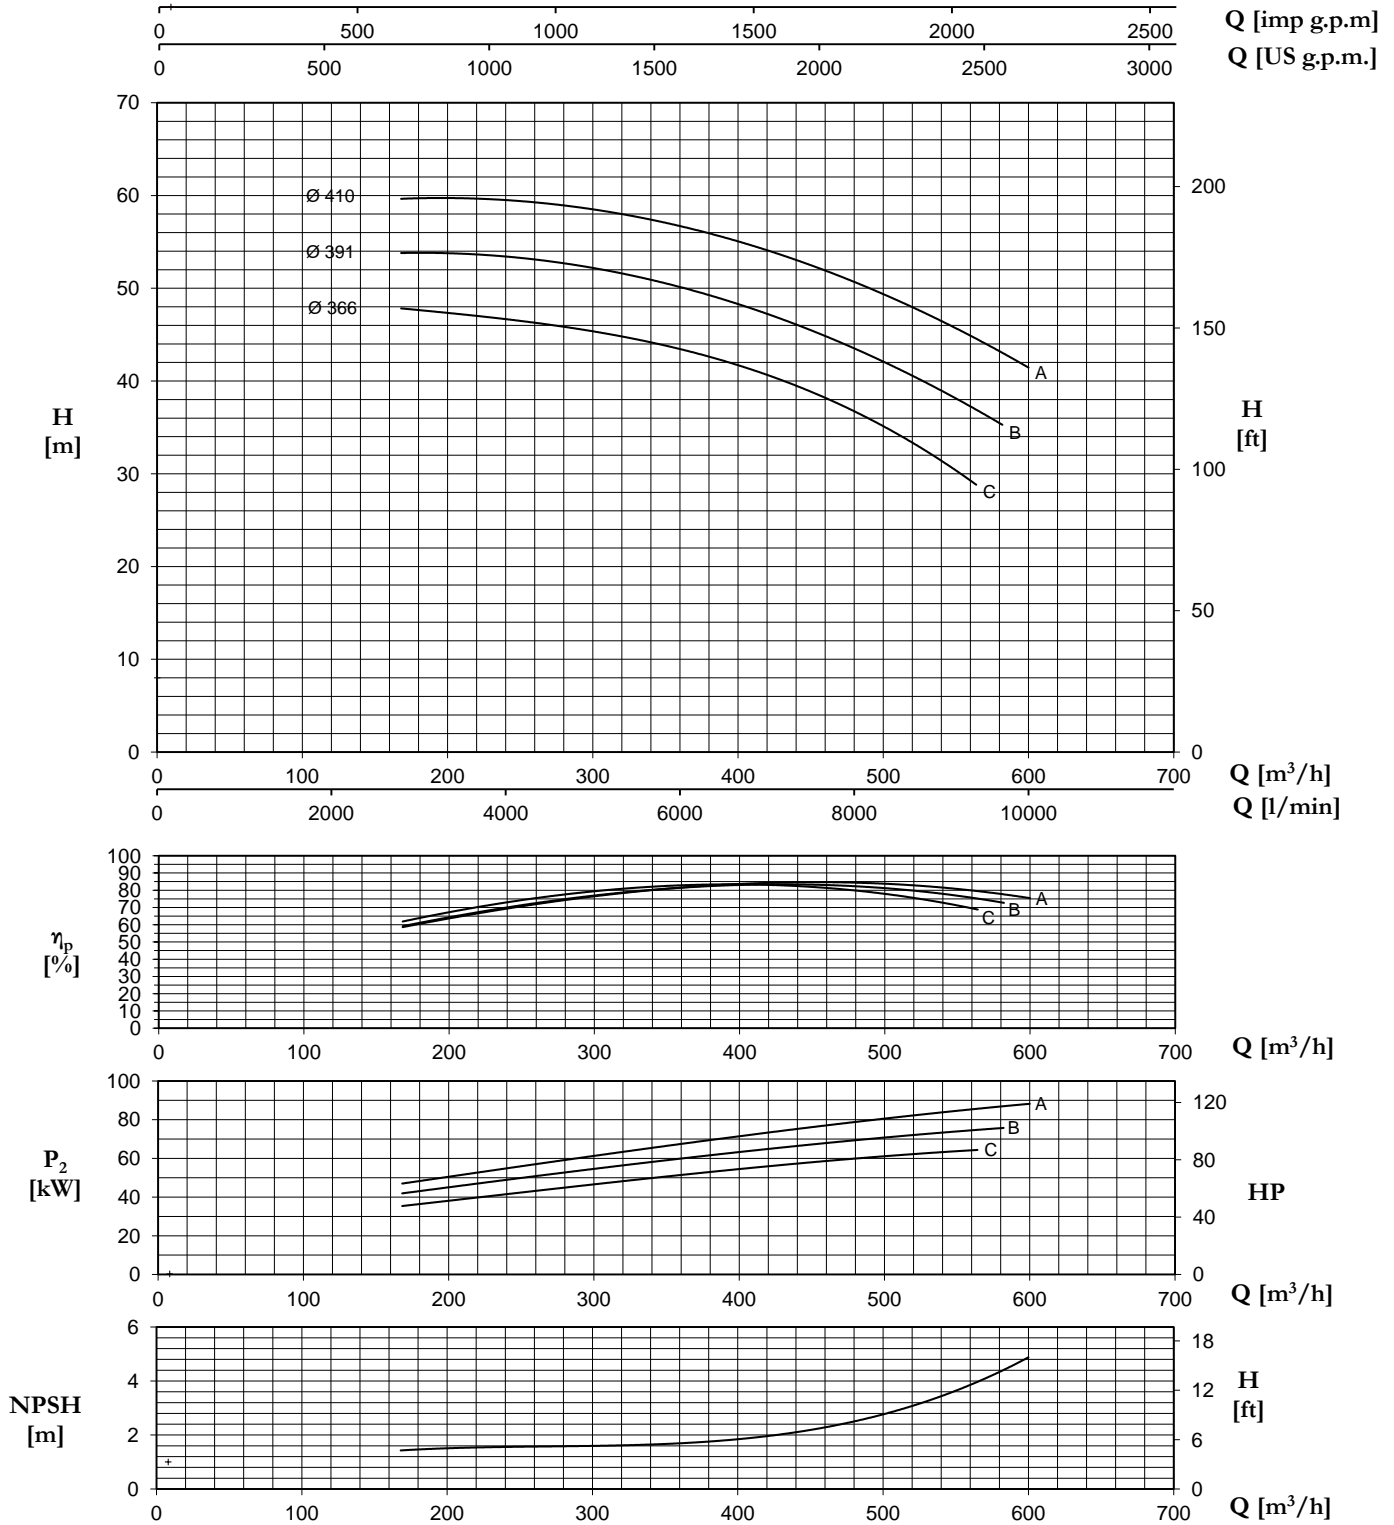 Q [imp g.p.m]
0 500 1000 1500 2000 2500
Q [US g.p.m.]
0 500 1000 1500 2000 2500 3000
70
60 Ø 410 200
50 Ø 391
Ø 366 150
40 A
H [m] H [ft]
B
30 100
C
20
50
10
0 0
0 100 200 300 400 500 600 700 Q [m³/h]
0 2000 4000 6000 8000 10000 Q [l/min]
100
90
80
70
60
50
40
30
20
10
0
ηp
[%]
A
B
C
0 100 200 300 400 500 600 700 Q [m³/h]
100
80
60
40
20
0
P2
[kW]
A
B
C
120
80
40
0
HP
0 100 200 300 400 500 600 700 Q [m³/h]
6
4
2
0
NPSH
[m]
18
12
6
0
H
[ft]
0 100 200 300 400 500 600 700 Q [m³/h]